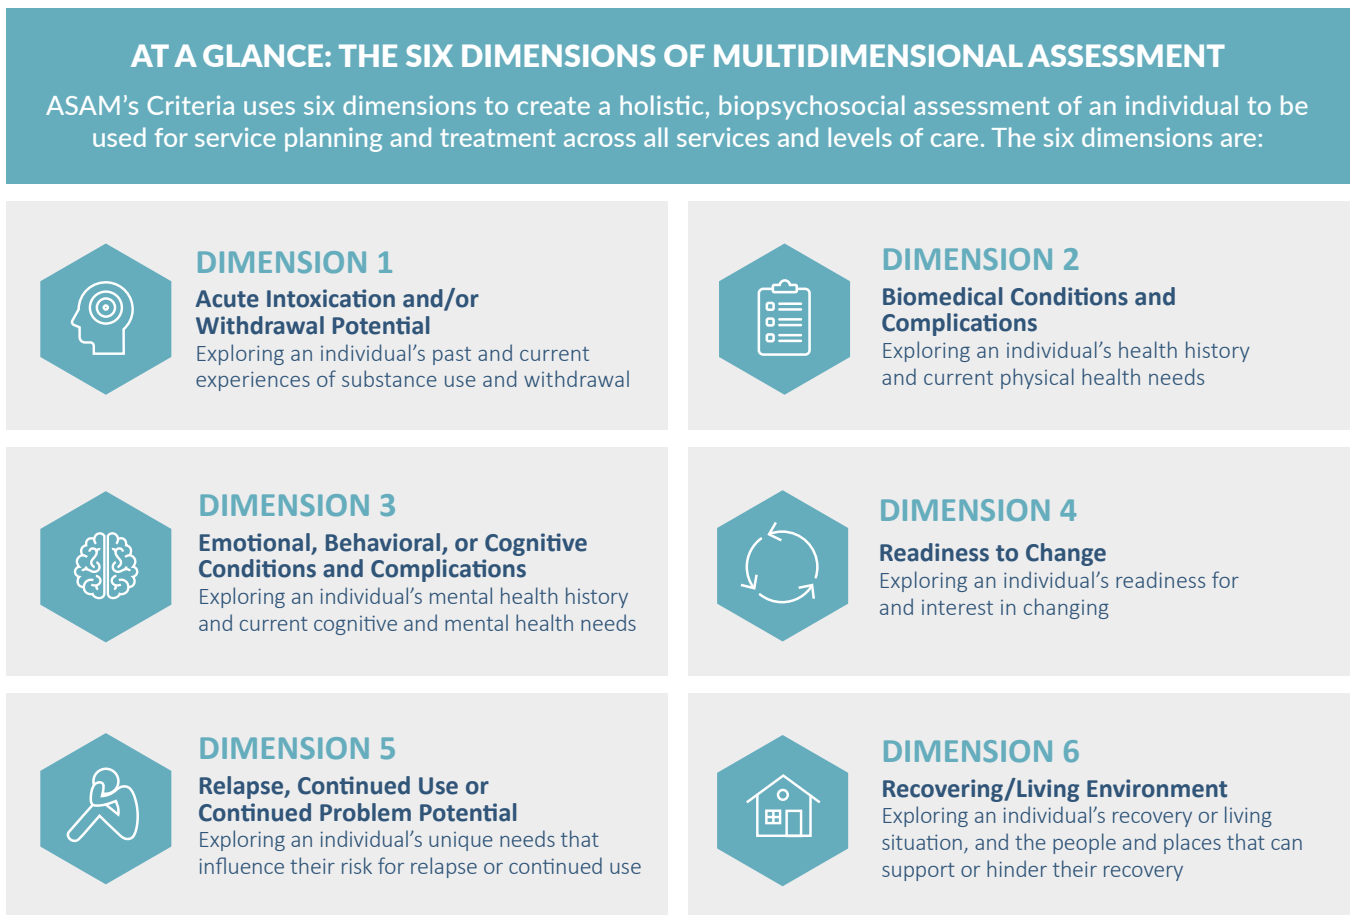 AT A GLANCE: THE SIX DIMENSIONS OF MULTIDIMENSIONAL ASSESSMENT
ASAM’s Criteria uses six dimensions to create a holistic, biopsychosocial assessment of an individual to be
used for service planning and treatment across all services and levels of care. The six dimensions are:
DIMENSION 1
Acute Intoxication and/or
Withdrawal Potential
Exploring an individual’s past and current
experiences of substance use and withdrawal
DIMENSION 2
Biomedical Conditions and
Complications
Exploring an individual’s health history
and current physical health needs
DIMENSION 3
Emotional, Behavioral, or Cognitive
Conditions and Complications
Exploring an individual’s mental health history
and current cognitive and mental health needs
DIMENSION 4
Readiness to Change
Exploring an individual’s readiness for
and interest in changing
DIMENSION 5
Relapse, Continued Use or
Continued Problem Potential
Exploring an individual’s unique needs that
influence their risk for relapse or continued use
DIMENSION 6
Recovering/Living Environment
Exploring an individual’s recovery or living
situation, and the people and places that can
support or hinder their recovery